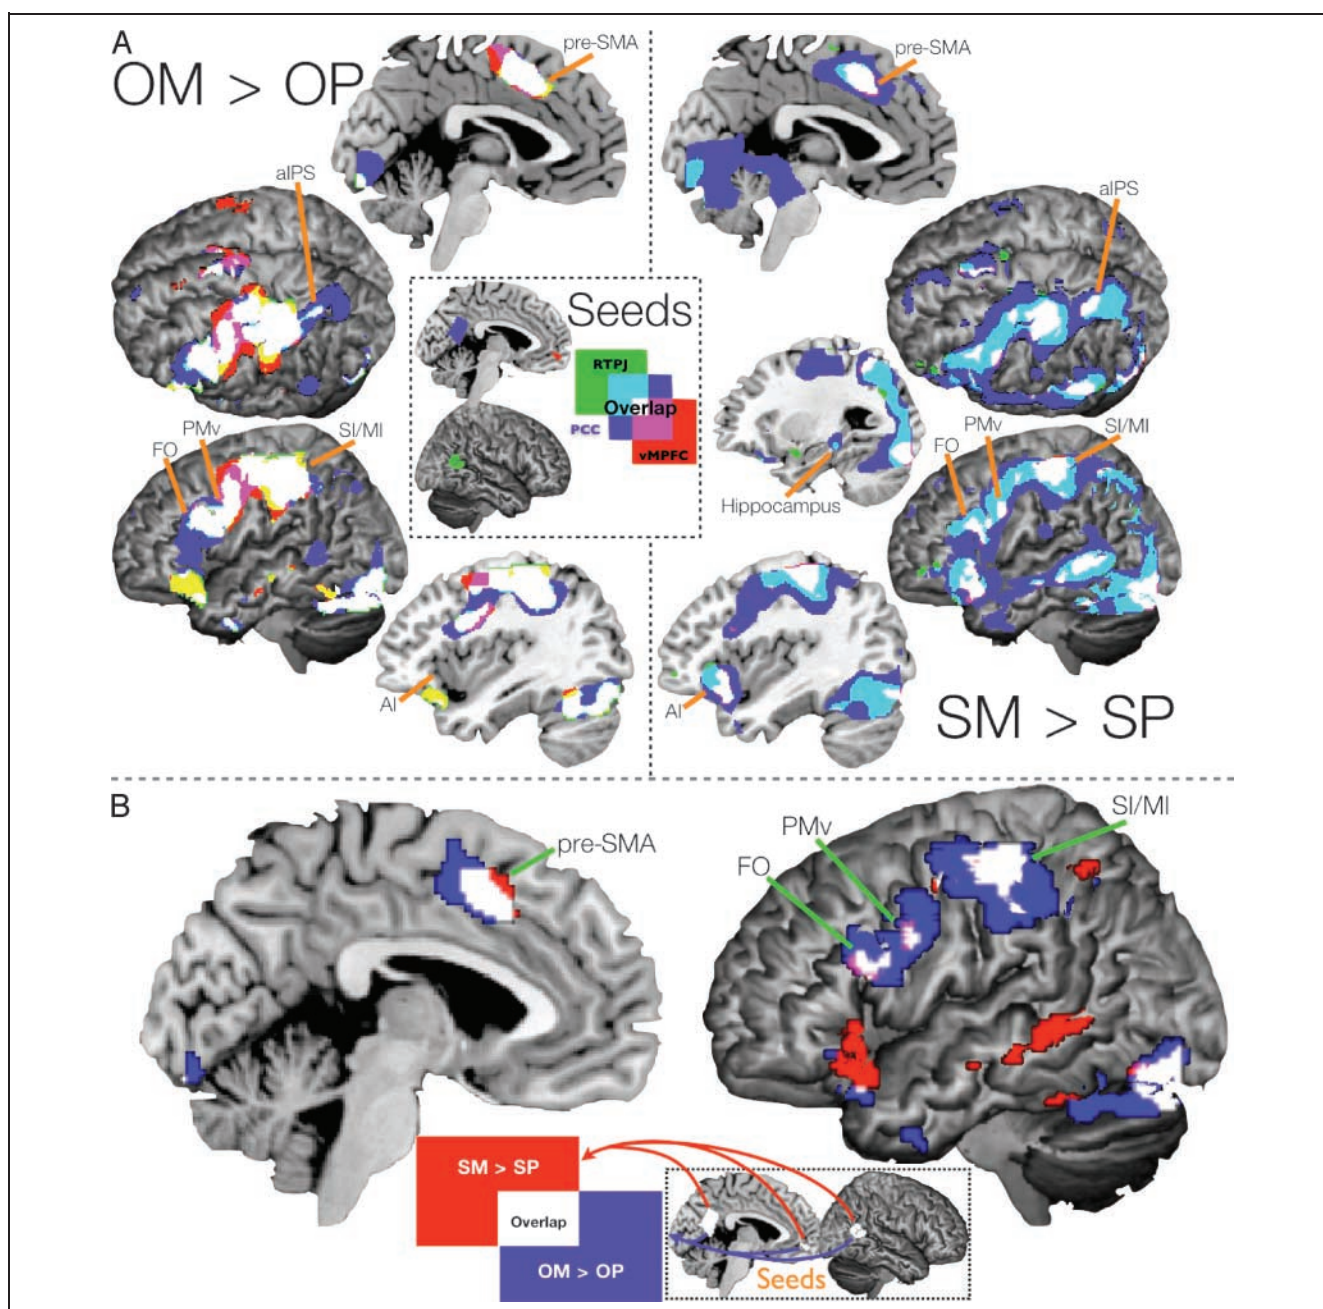 A
OM > OP
pre-SMA
pre-SMA
aIPS
aIPS
Seeds
RTPJ
Overlap
PCC
vMPFC
PMv
FO
SI/MI
Hippocampus
PMv
FO
SI/MI
AI
AI
SM > SP
B
pre-SMA
PMv
FO
SI/MI
SM > SP
Overlap
OM > OP
Seeds